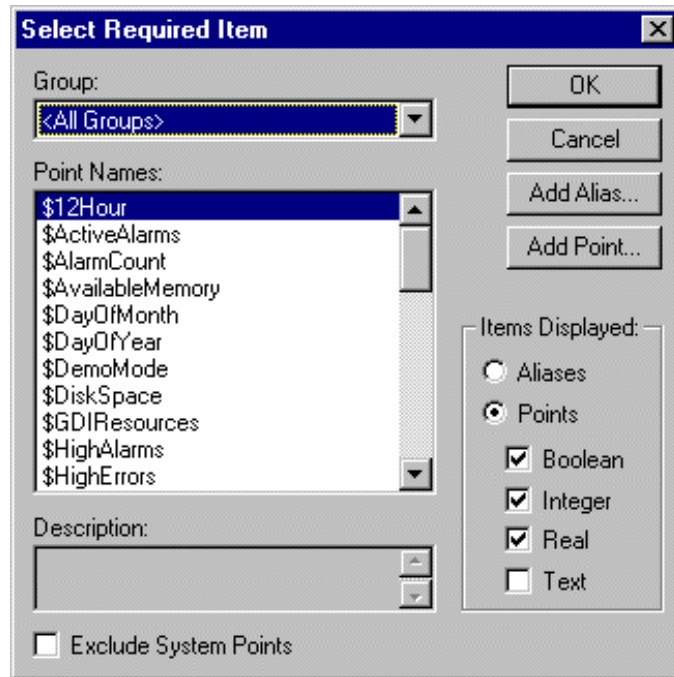 Select Required Item
Group:
<All Groups>
Point Names:
$12Hour
$ActiveAlarms
$AlarmCount
$AvailableMemory
$DayOfMonth
$DayOfYear
$DemoMode
$DiskSpace
$GDIResources
$HighAlarms
$HighErrors
Description:
Exclude System Points
OK
Cancel
Add Alias...
Add Point...
Items Displayed:
Aliases
Points
Boolean
Integer
Real
Text